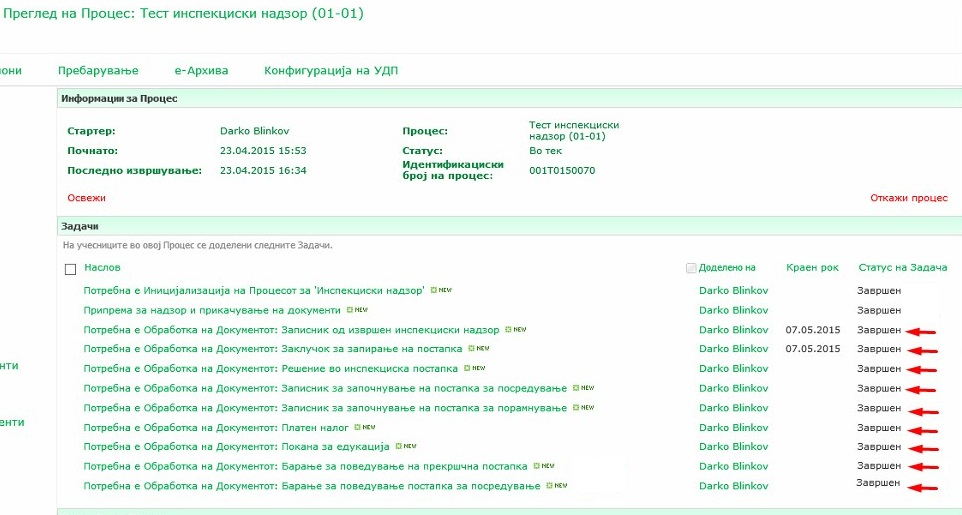 Преглед на Процес: Тест инспекциски надзор (01-01)
иони Пребарување е-Архива Конфигурација на УДП
Информации за Процес
Стартер: Darko Blinkov Процес: Тест инспекциски
надзор (01-01)
Почнато: 23.04.2015 15:53 Статус: Во тек
Последно извршување: 23.04.2015 16:34 Идентификациски
број на процес: 001T0150070
Освежи Откажи процес
Задачи
На учесниците во овој Процес се доделени следните Задачи.
Наслов Доделено на Краен рок Статус на Задача
Потребна е Иницијализација на Процесот за 'Инспекциски надзор' NEW Darko Blinkov Завршен
Припрема за надзор и прикачување на документи NEW Darko Blinkov Завршен
Потребна е Обработка на Документот: Записник од извршен инспекциски надзор NEW Darko Blinkov 07.05.2015 Завршен
Потребна е Обработка на Документот: Заклучок за запирање на постапка NEW Darko Blinkov 07.05.2015 Завршен
Потребна е Обработка на Документот: Решение во инспекциска постапка NEW Darko Blinkov Завршен
Потребна е Обработка на Документот: Записник за започнување на постапка за посредување NEW Darko Blinkov Завршен
Потребна е Обработка на Документот: Записник за започнување на постапка за порамнување NEW Darko Blinkov Завршен
Потребна е Обработка на Документот: Платен налог NEW Darko Blinkov Завршен
Потребна е Обработка на Документот: Покана за едукација NEW Darko Blinkov Завршен
Потребна е Обработка на Документот: Барање за поведување на прекршчна постапка NEW Darko Blinkov Завршен
Потребна е Обработка на Документот: Барање за поведување постапка за посредување NEW Darko Blinkov Завршен
нти
енти